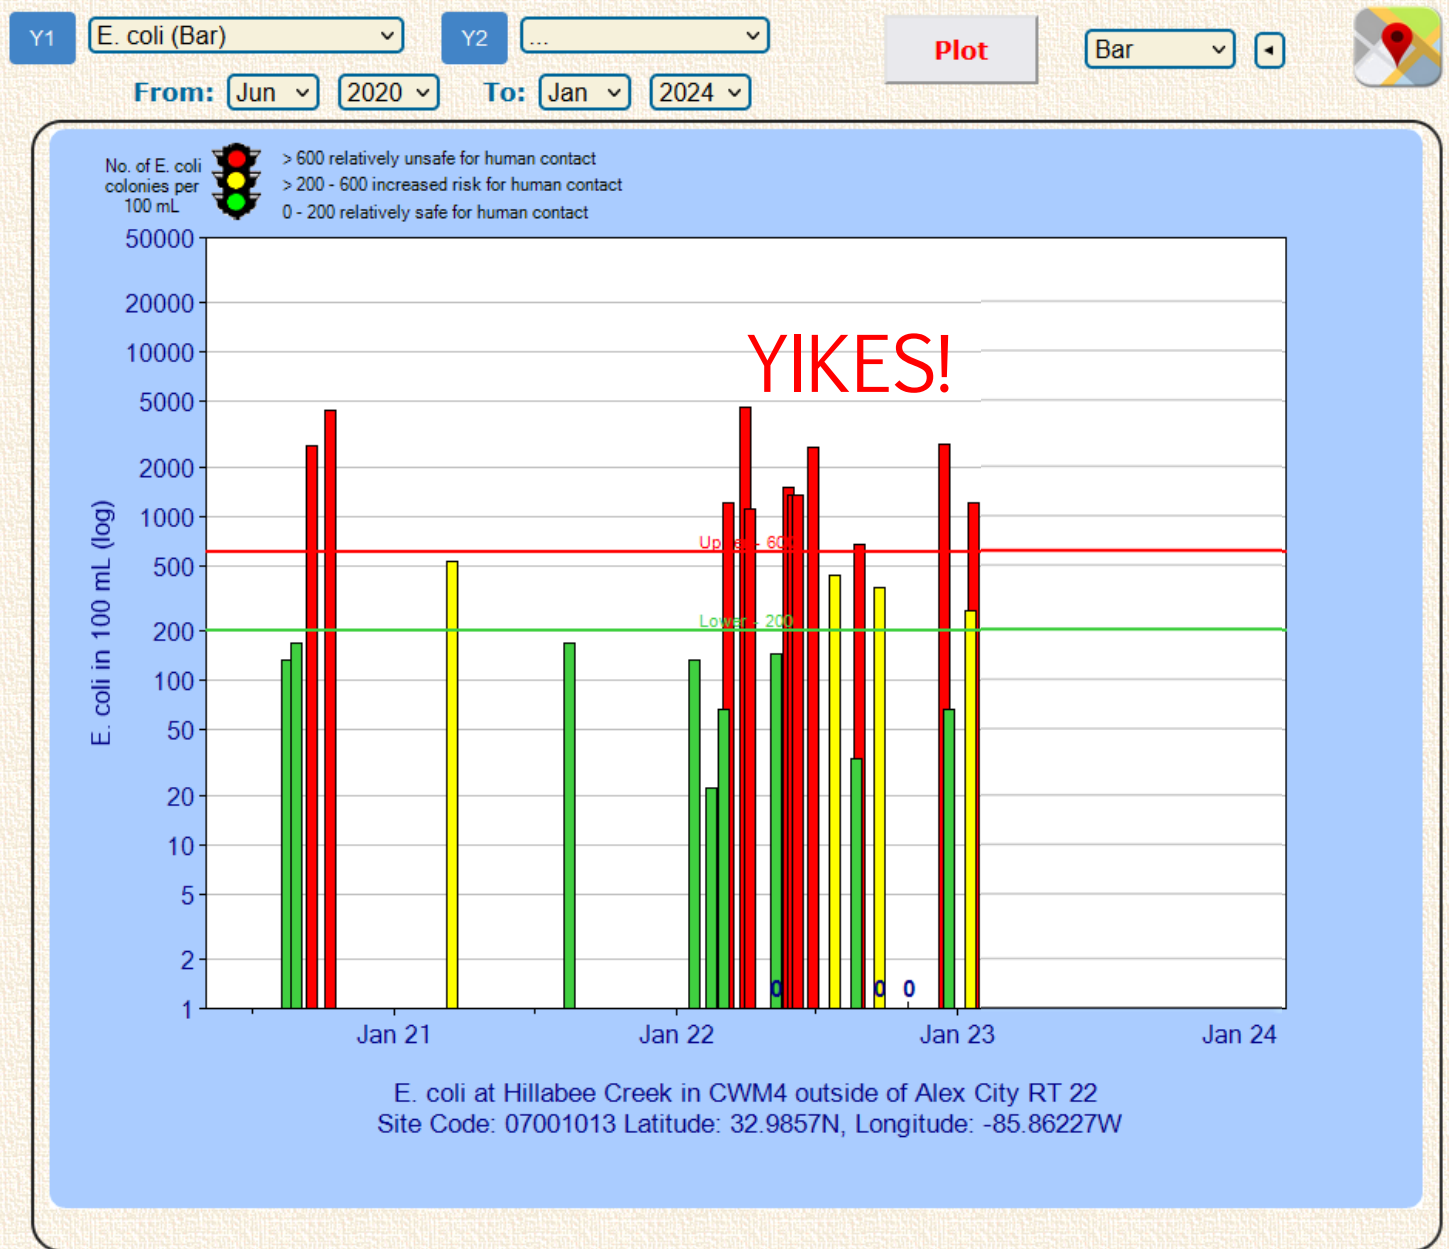 Y1 E. coli (Bar) Y2 ... Plot Bar
From: Jun 2020 To: Jan 2024
No. of E. coli
colonies per
100 mL
> 600 relatively unsafe for human contact
> 200 - 600 increased risk for human contact
0 - 200 relatively safe for human contact
50000
20000
10000
YIKES!
5000
2000
1000
Upper - 600
500
Lower - 200
200
100
50
20
10
5
2
0 0 0
1
E. coli in 100 mL (log)
Jan 21 Jan 22 Jan 23 Jan 24
E. coli at Hillabee Creek in CWM4 outside of Alex City RT 22
Site Code: 07001013 Latitude: 32.9857N, Longitude: -85.86227W